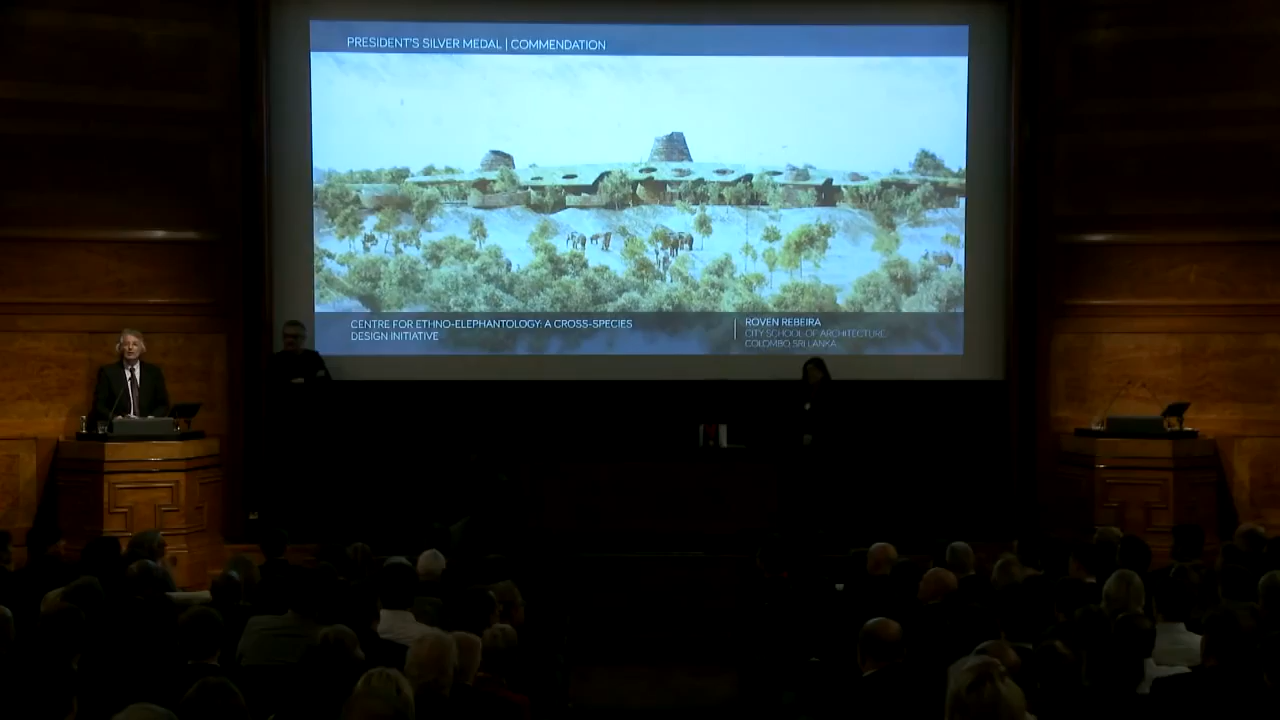 PRESIDENT'S SILVER MEDAL | COMMENDATION
CENTRE FOR ETHNO-ELEPHANTOLOGY: A CROSS-SPECIES
DESIGN INITIATIVE
ROVEN REBEIRA
CITY SCHOOL OF ARCHITECTURE
COLOMBO SRI LANKA